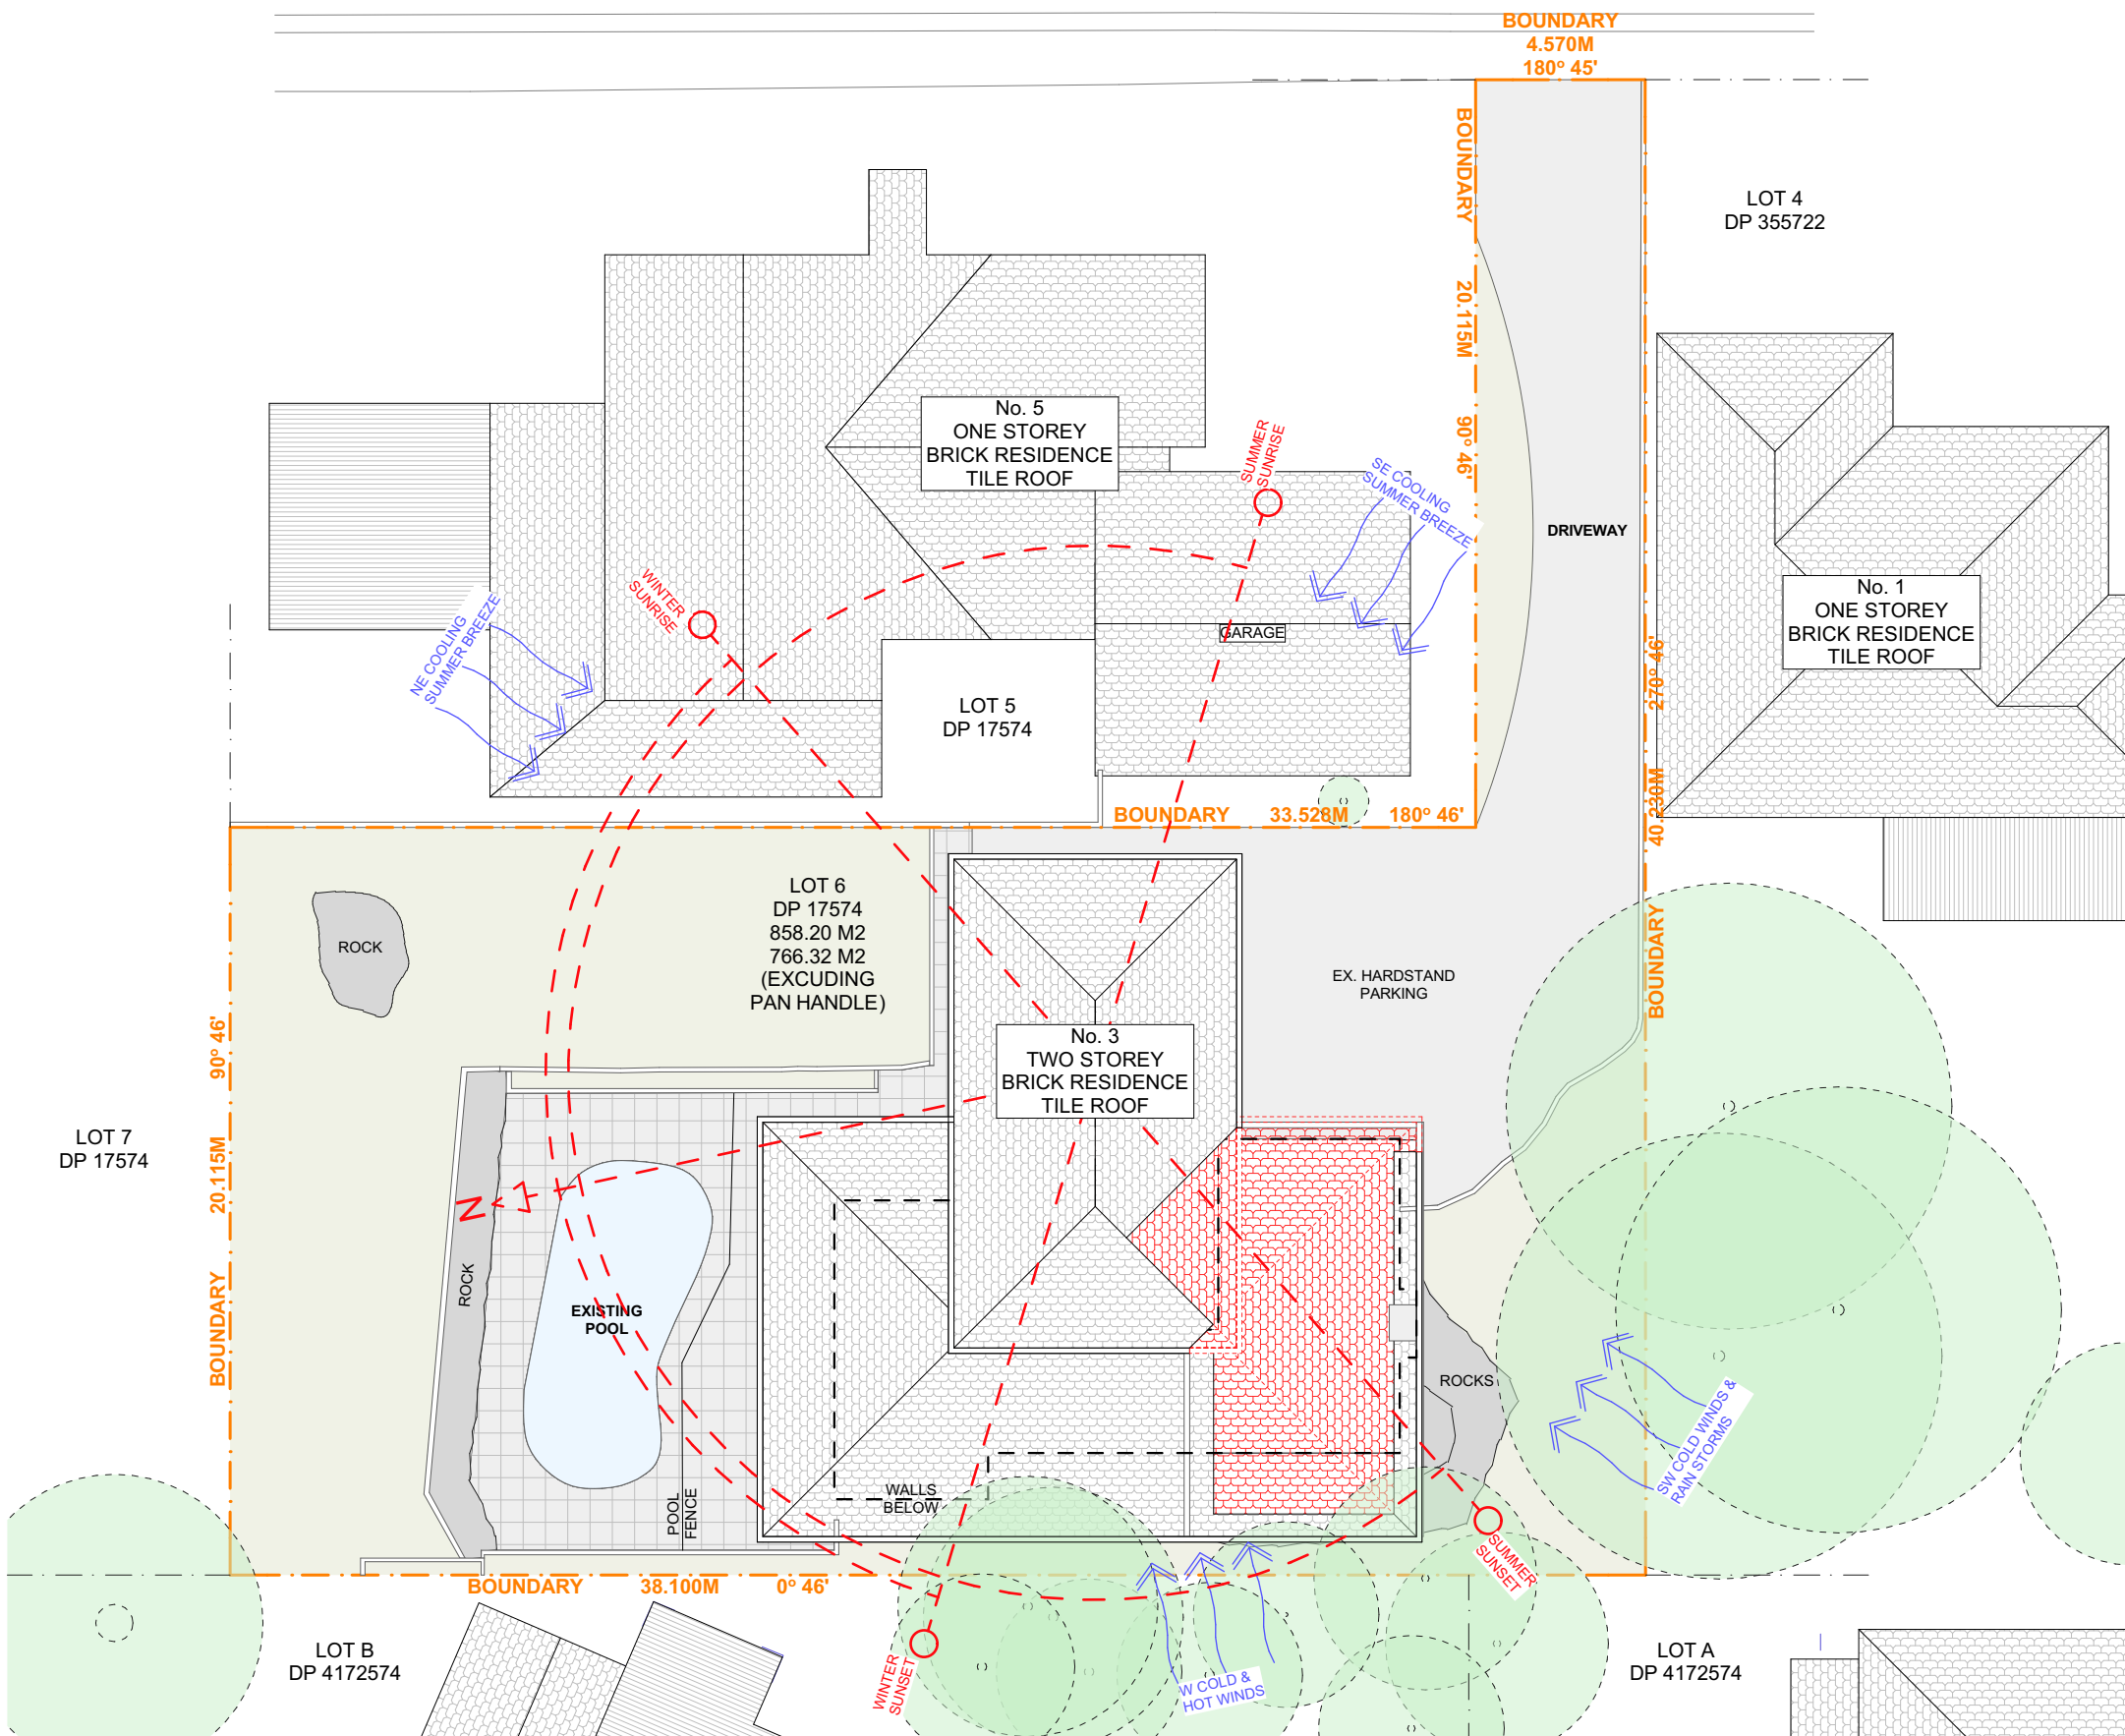 BOUNDARY
4.570M
180° 45'
BOUNDARY
20.115M
90° 46'
LOT 4
DP 355722
No. 5
ONE STOREY
BRICK RESIDENCE
TILE ROOF
SUMMER
SUNRISE
SE COOLING
SUMMER BREEZE
DRIVEWAY
No. 1
ONE STOREY
BRICK RESIDENCE
TILE ROOF
WINTER
SUNRISE
GARAGE
NE COOLING
SUMMER BREEZE
LOT 5
DP 17574
270° 46'
40.230M
BOUNDARY
BOUNDARY 33.528M 180° 46'
LOT 6
DP 17574
858.20 M2
766.32 M2
(EXCUDING
PAN HANDLE)
ROCK
EX. HARDSTAND
PARKING
No. 3
TWO STOREY
BRICK RESIDENCE
TILE ROOF
90° 46'
20.115M
BOUNDARY
LOT 7
DP 17574
N
ROCK
EXISTING
POOL
ROCKS
SW COLD WINDS &
RAIN STORMS
WALLS
BELOW
POOL
FENCE
SUMMER
SUNSET
BOUNDARY 38.100M 0° 46'
LOT B
DP 4172574
WINTER
SUNSET
W COLD &
HOT WINDS
LOT A
DP 4172574